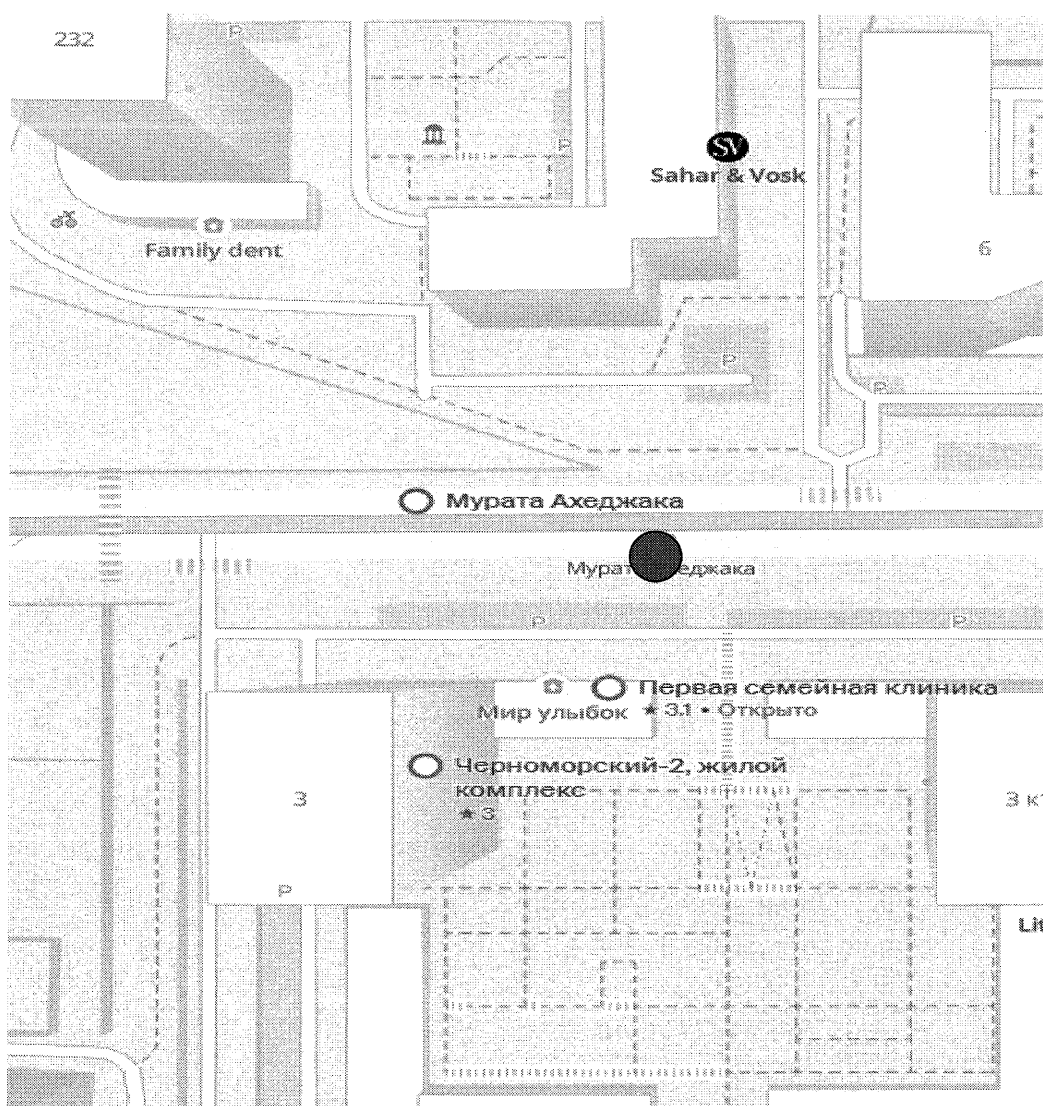 232
P
P
SV
Sahar & Vosk
Family dent
6
P
P
Мурата Ахеджака
P
P
Первая семейная клиника
Мир улыбок
★ 3.1 • Открыто
Черноморский-2, жилой
комплекс
★ 3
3
P